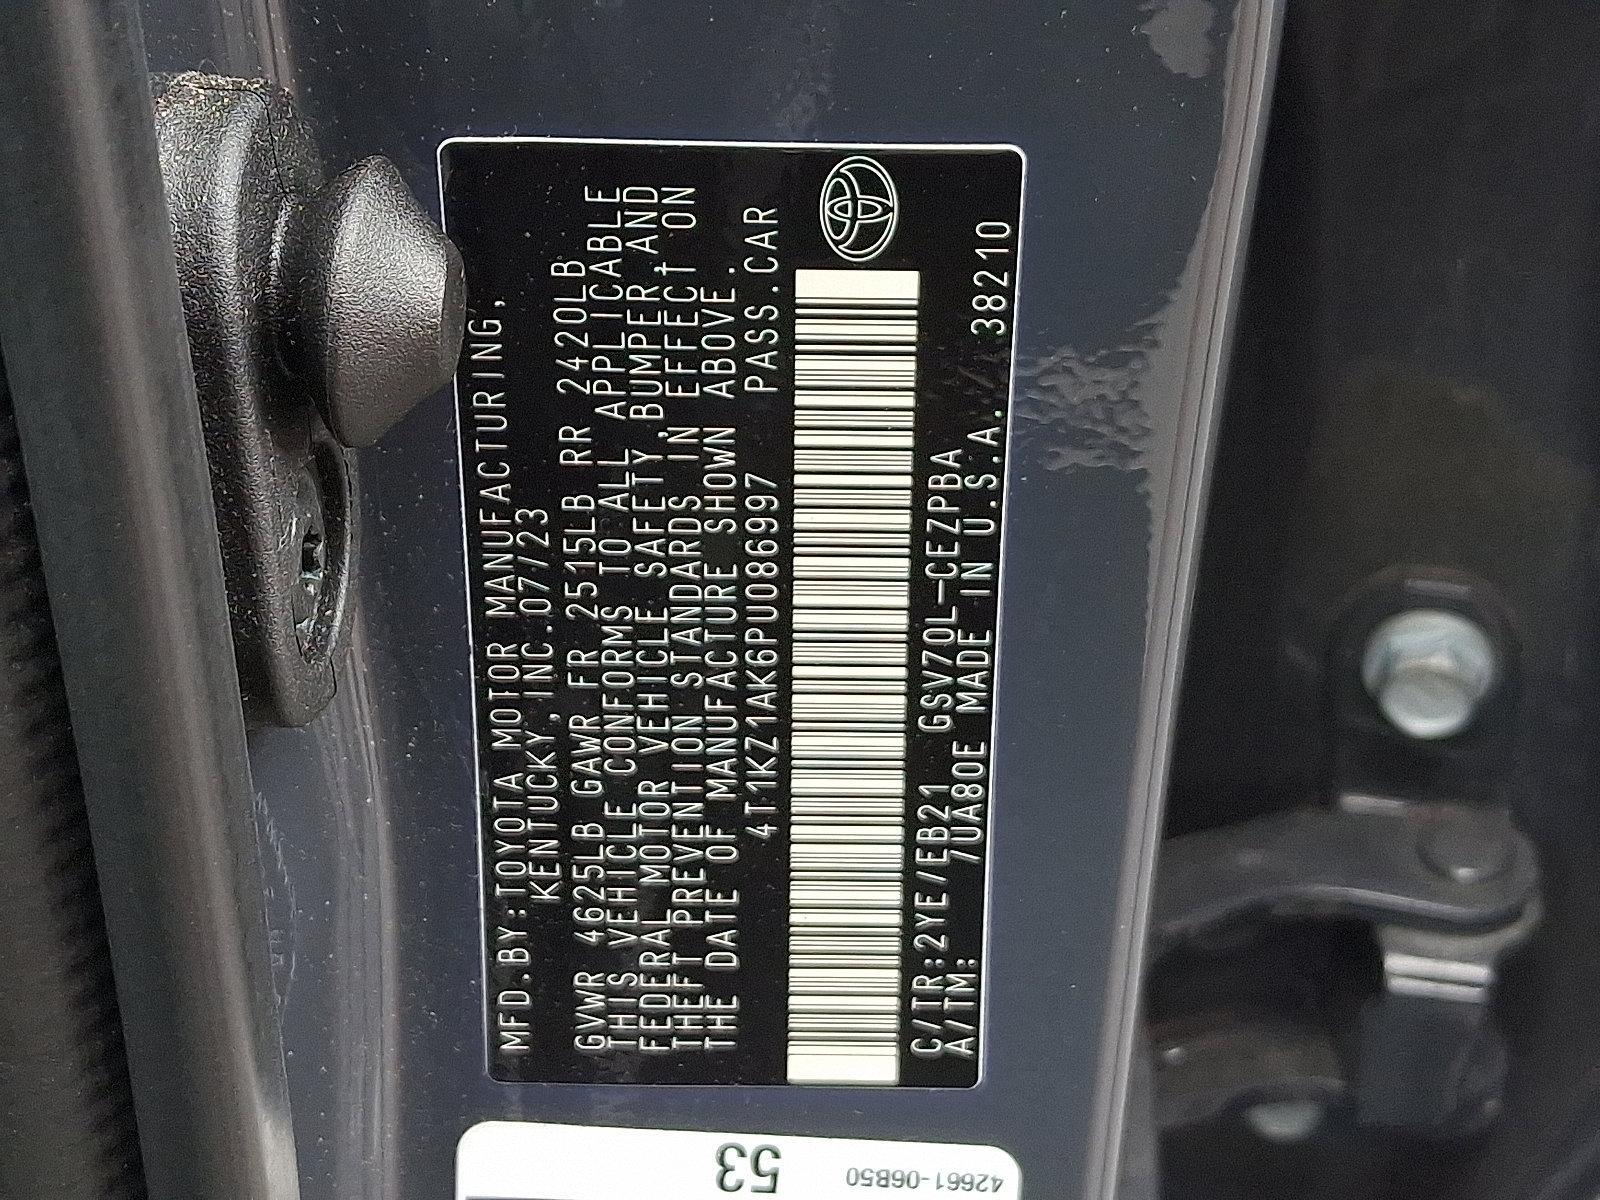 MFD.BY:TOYOTA MOTOR MANUFACTURING,
KENTUCKY, INC.07/23
GVWR 4625LB GAWR FR 2515LB RR 2420LB
THIS VEHICLE CONFORMS TO ALL APPLICABLE
FEDERAL MOTOR VEHICLE SAFETY,BUMPER,AND
THEFT PREVENTION STANDARDS IN EFFECT ON
THE DATE OF MANUFACTURE SHOWN ABOVE.
4T1KZ1AK6PU086997 PASS.CAR
C/TR:2YE/EB21 GSV70L-CEZPBA
A/TM: 7UA80E MADE IN U.S.A. 38210
53
42661-06B50